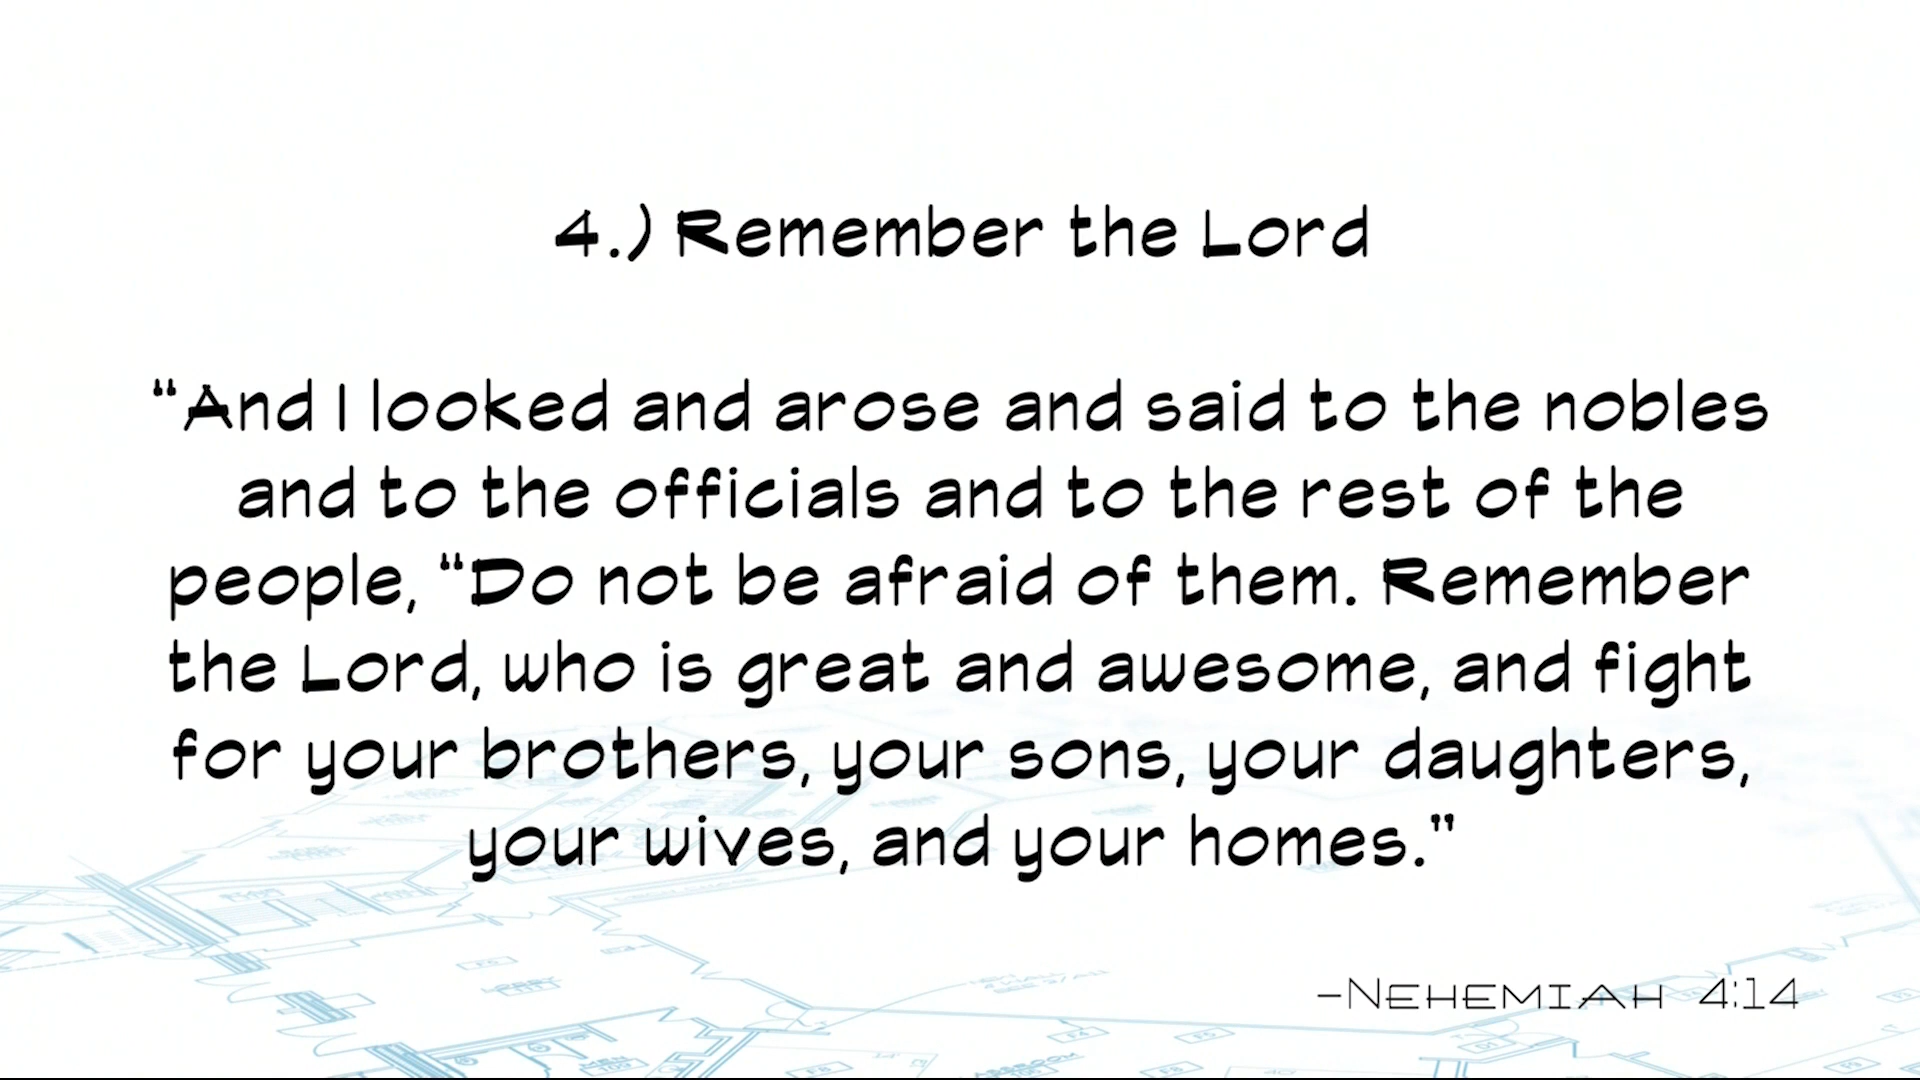 4.) Remember the Lord
“And I looked and arose and said to the nobles
and to the officials and to the rest of the
people, “Do not be afraid of them. Remember
the Lord, who is great and awesome, and fight
for your brothers, your sons, your daughters,
your wives, and your homes.”
–Nehemiah 4:14